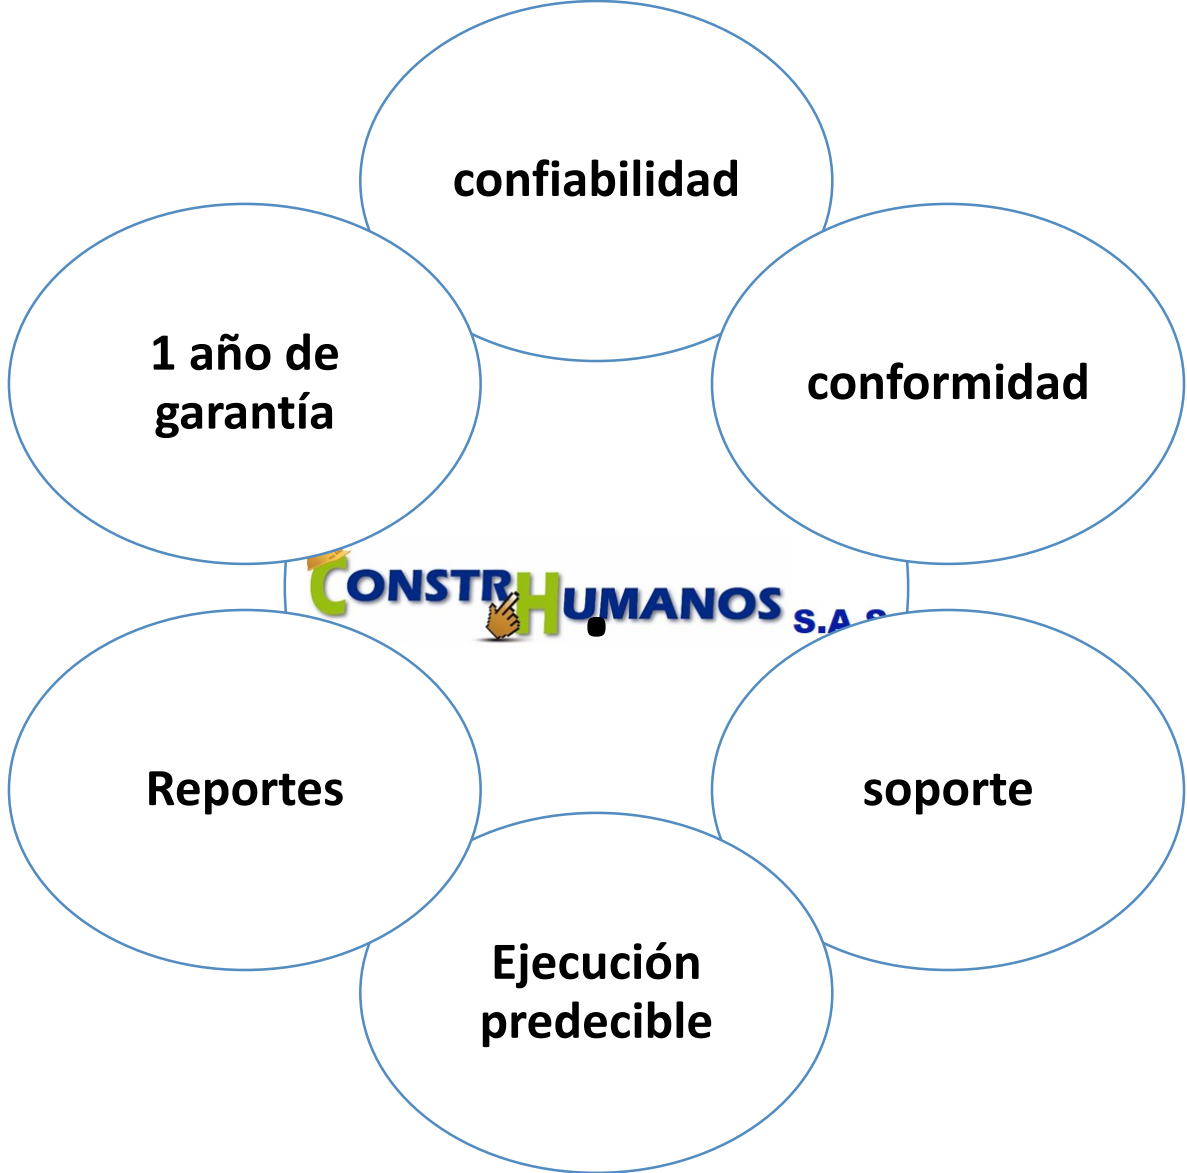 confiabilidad
conformidad
soporte
Ejecución
predecible
Reportes
1 año de
garantía
CONSTRHUMANOS S.A.S